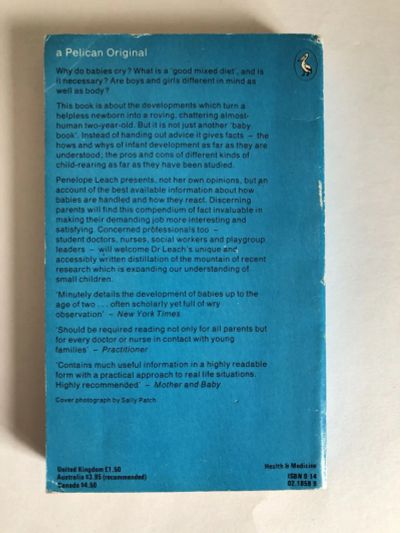 a Pelican Original
Why do babies cry? What is a 'good mixed diet', and is
it necessary? Are boys and girls different in mind as
well as body?
This book is about the developments which turn a
helpless newborn into a roving, chattering almost-
human two-year-old. But it is not just another 'baby
book'. Instead of handing out advice it gives facts – the
hows and whys of infant development as far as they are
understood; the pros and cons of different kinds of
child-rearing as far as they have been studied.
Penelope Leach presents, not her own opinions, but an
account of the best available information about how
babies are handled and how they react. Discerning
parents will find this compendium of fact invaluable in
making their demanding job more interesting and
satisfying. Concerned professionals too –
student doctors, nurses, social workers and playgroup
leaders – will welcome Dr Leach's unique and
accessibly written distillation of the mountain of recent
research which is expanding our understanding of
small children.
'Minutely details the development of babies up to the
age of two . . . often scholarly yet full of wry
observation' – New York Times
'Should be required reading not only for all parents but
for every doctor or nurse in contact with young
families' – Practitioner
'Contains much useful information in a highly readable
form with a practical approach to real life situations.
Highly recommended' – Mother and Baby
Cover photograph by Sally Patch
United Kingdom £1.50
Australia $3.95 (recommended)
Canada $4.50
Health & Medicine
ISBN 0 14
02.1858 9